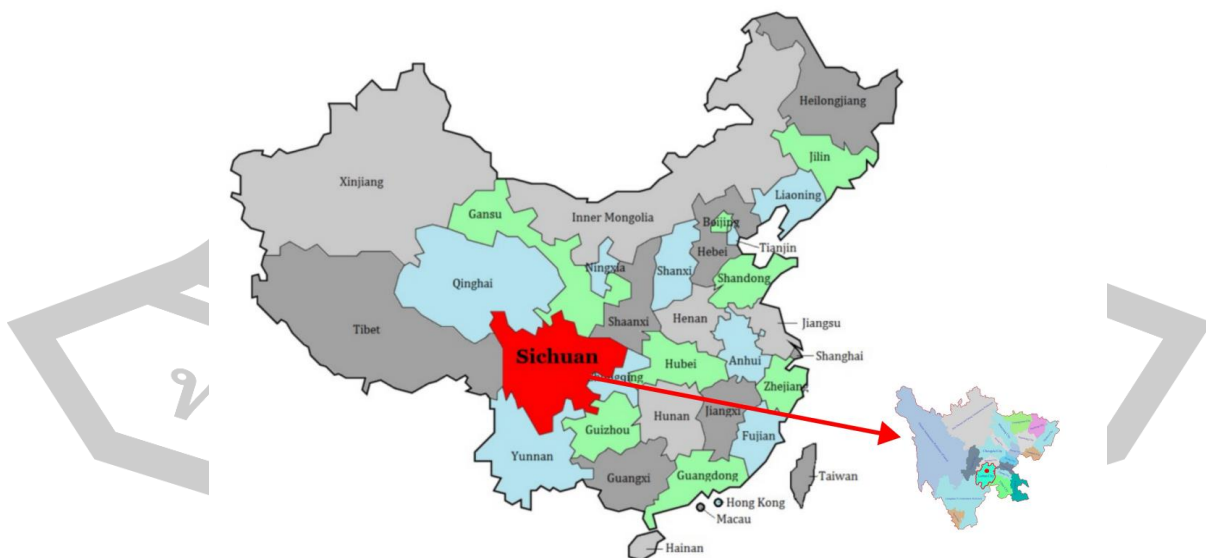 Heilongjiang
Jilin
Xinjiang
Liaoning
Gansu
Inner Mongolia
Beijing
Tianjin
Hebei
Ningxia
Shanxi
Shandong
Qinghai
Tibet
Shaanxi
Henan
Jiangsu
Sichuan
Shanghai
Hubei
Anhui
Zhejiang
Hunan
Jiangxi
Guizhou
Fujian
Yunnan
Guangxi
Guangdong
Taiwan
Hong Kong
Macau
Hainan